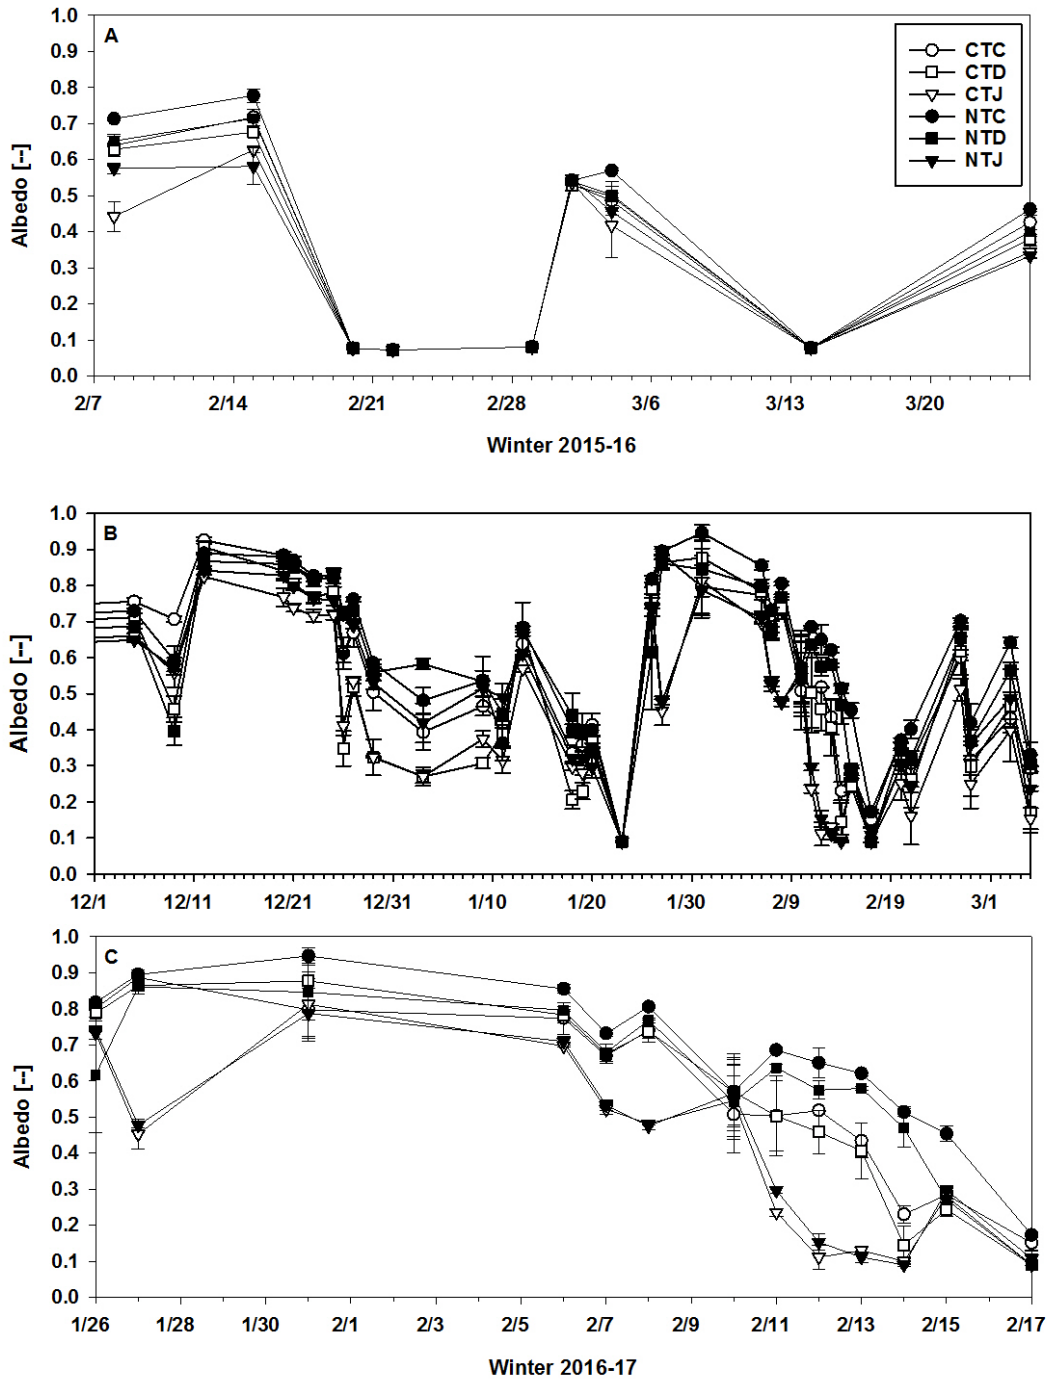 A
1.0
0.9
0.8
0.7
0.6
0.5
0.4
0.3
0.2
0.1
0.0
Albedo [--]
CTC
CTD
CTJ
NTC
NTD
NTJ
2/7 2/14 2/21 2/28 3/6 3/13 3/20
Winter 2015-16
B
1.0
0.9
0.8
0.7
0.6
0.5
0.4
0.3
0.2
0.1
0.0
Albedo [--]
12/1 12/11 12/21 12/31 1/10 1/20 1/30 2/9 2/19 3/1
C
1.0
0.9
0.8
0.7
0.6
0.5
0.4
0.3
0.2
0.1
0.0
Albedo [--]
1/26 1/28 1/30 2/1 2/3 2/5 2/7 2/9 2/11 2/13 2/15 2/17
Winter 2016-17